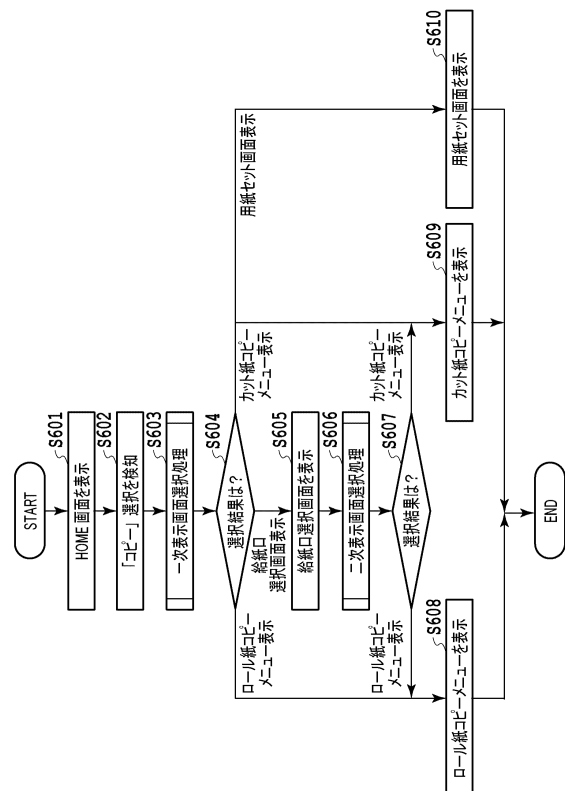 START
S601
HOME画面を表示
S602
「コピー」選択を検知
S603
一次表示画面選択処理
S604
選択結果は？
ロール紙コピー
メニュー表示
給紙口
選択画面表示
カット紙コピー
メニュー表示
用紙セット画面表示
S605
給紙口選択画面を表示
S606
二次表示画面選択処理
S607
選択結果は？
ロール紙コピー
メニュー表示
カット紙コピー
メニュー表示
S608
ロール紙コピーメニューを表示
S609
カット紙コピーメニューを表示
S610
用紙セット画面を表示
END